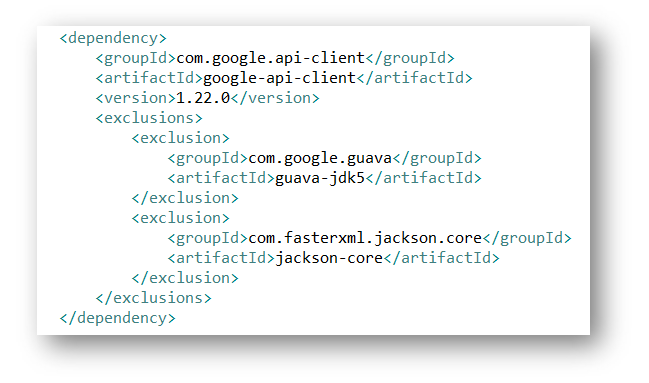 <dependency>
<groupId>com.google.api-client</groupId>
<artifactId>google-api-client</artifactId>
<version>1.22.0</version>
<exclusions>
<exclusion>
<groupId>com.google.guava</groupId>
<artifactId>guava-jdk5</artifactId>
</exclusion>
<exclusion>
<groupId>com.fasterxml.jackson.core</groupId>
<artifactId>jackson-core</artifactId>
</exclusion>
</exclusions>
</dependency>